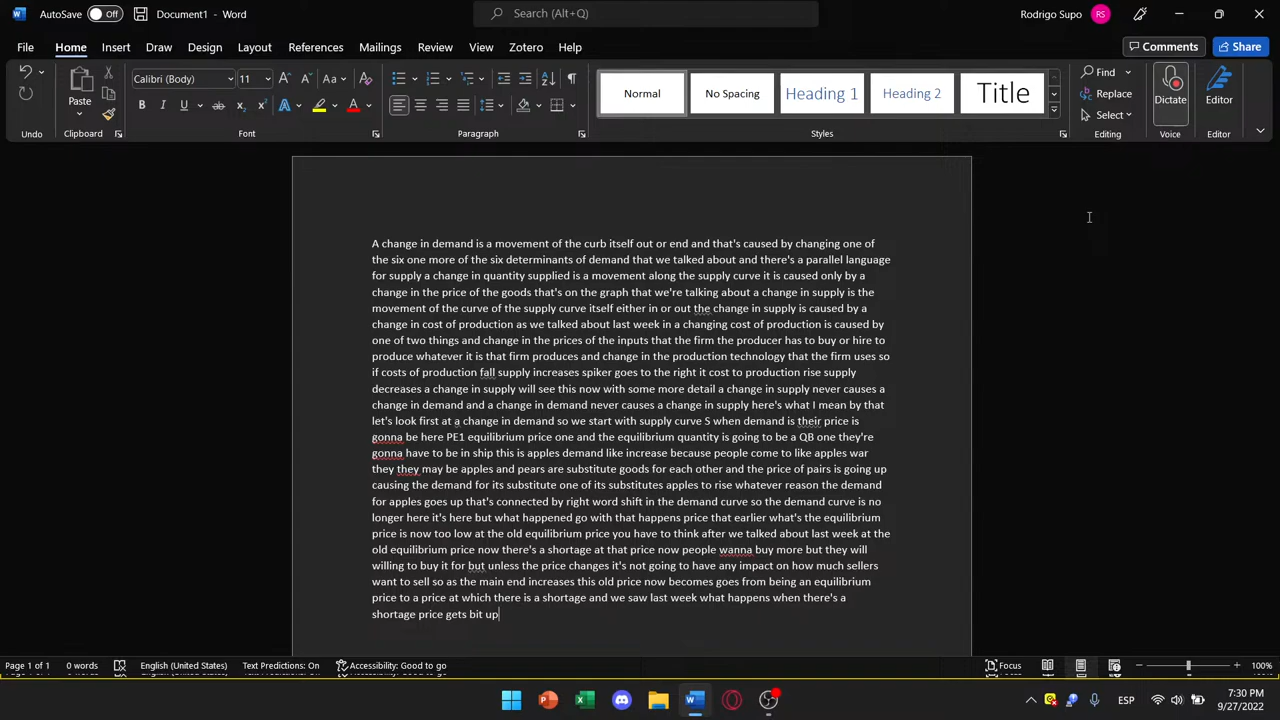 AutoSave Off Document1 - Word Search (Alt+Q) Rodrigo Supo RS
File Home Insert Draw Design Layout References Mailings Review View Zotero Help Comments Share
Paste Calibri (Body) 11 Aa Normal No Spacing Heading 1 Heading 2 Title Find Replace Select Dictate Editor
Undo Clipboard Font Paragraph Styles Editing Voice Editor
A change in demand is a movement of the curb itself out or end and that's caused by changing one of
the six one more of the six determinants of demand that we talked about and there's a parallel language
for supply a change in quantity supplied is a movement along the supply curve it is caused only by a
change in the price of the goods that's on the graph that we're talking about a change in supply is the
movement of the curve of the supply curve itself either in or out the change in supply is caused by a
change in cost of production as we talked about last week in a changing cost of production is caused by
one of two things and change in the prices of the inputs that the firm the producer has to buy or hire to
produce whatever it is that firm produces and change in the production technology that the firm uses so
if costs of production fall supply increases spiker goes to the right it cost to production rise supply
decreases a change in supply will see this now with some more detail a change in supply never causes a
change in demand and a change in demand never causes a change in supply here's what I mean by that
let's look first at a change in demand so we start with supply curve S when demand is their price is
gonna be here PE1 equilibrium price one and the equilibrium quantity is going to be a QB one they're
gonna have to be in ship this is apples demand like increase because people come to like apples war
they they may be apples and pears are substitute goods for each other and the price of pairs is going up
causing the demand for its substitute one of its substitutes apples to rise whatever reason the demand
for apples goes up that's connected by right word shift in the demand curve so the demand curve is no
longer here it's here but what happened go with that happens price that earlier what's the equilibrium
price is now too low at the old equilibrium price you have to think after we talked about last week at the
old equilibrium price now there's a shortage at that price now people wanna buy more but they will
willing to buy it for but unless the price changes it's not going to have any impact on how much sellers
want to sell so as the main end increases this old price now becomes goes from being an equilibrium
price to a price at which there is a shortage and we saw last week what happens when there's a
shortage price gets bit up
Page 1 of 1 0 words English (United States) Text Predictions: On Accessibility: Good to go Focus 100%
ESP 7:30 PM
9/27/2022